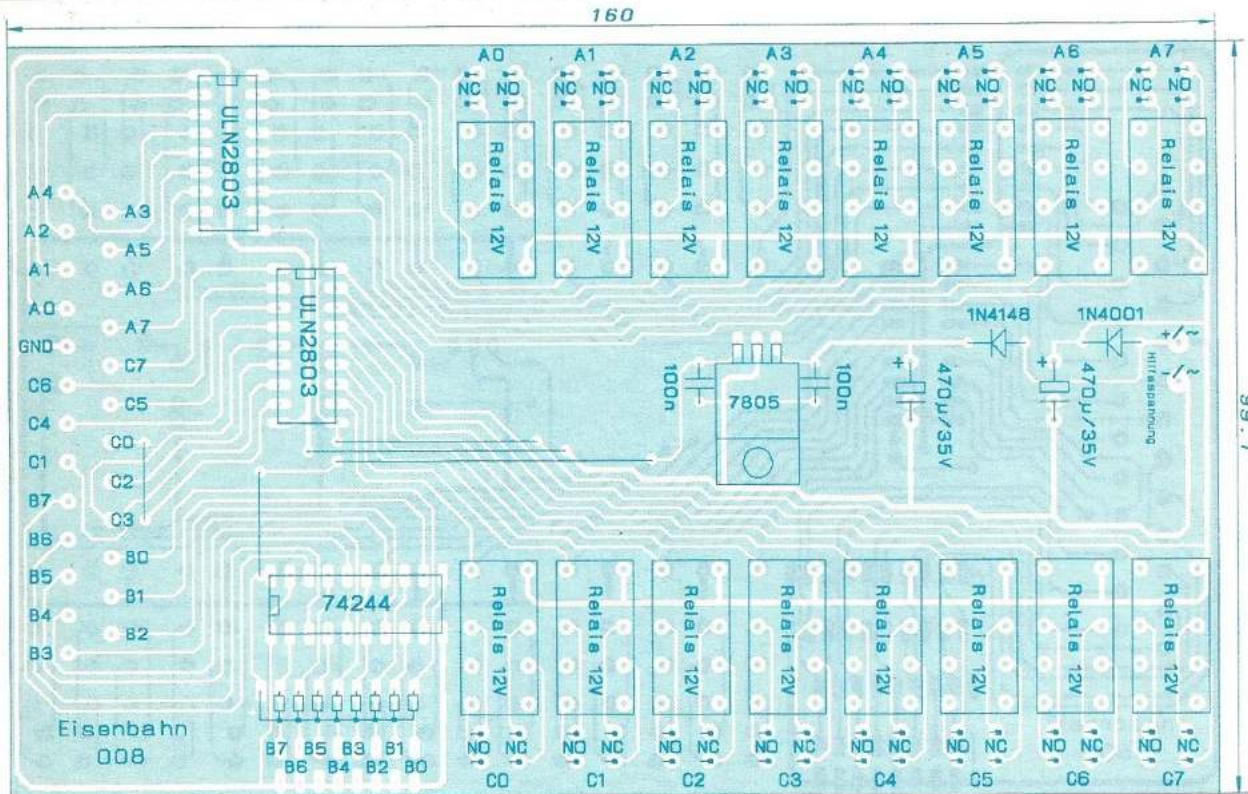 160
A0 A1 A2 A3 A4 A5 A6 A7
NC NO NC NO NC NO NC NO NC NO NC NO NC NO NC NO
ULN2803
Relais 12V
Relais 12V
Relais 12V
Relais 12V
Relais 12V
Relais 12V
Relais 12V
Relais 12V
A4
A3
A2
A5
A1
A6
A0
A7
GND
C7
C6
C5
C4
C0
C1
C2
B7
C3
B6
B0
B5
B1
B4
B2
B3
ULN2803
100n
7805
100n
1N4148
1N4001
+/~
-/~
470µ/35V
470µ/35V
Hilfsspannung
74244
Relais 12V
Relais 12V
Relais 12V
Relais 12V
Relais 12V
Relais 12V
Relais 12V
Relais 12V
Eisenbahn
008
B7 B5 B3 B1
B6 B4 B2 B0
NO NC NO NC NO NC NO NC NO NC NO NC NO NC NO NC
C0 C1 C2 C3 C4 C5 C6 C7